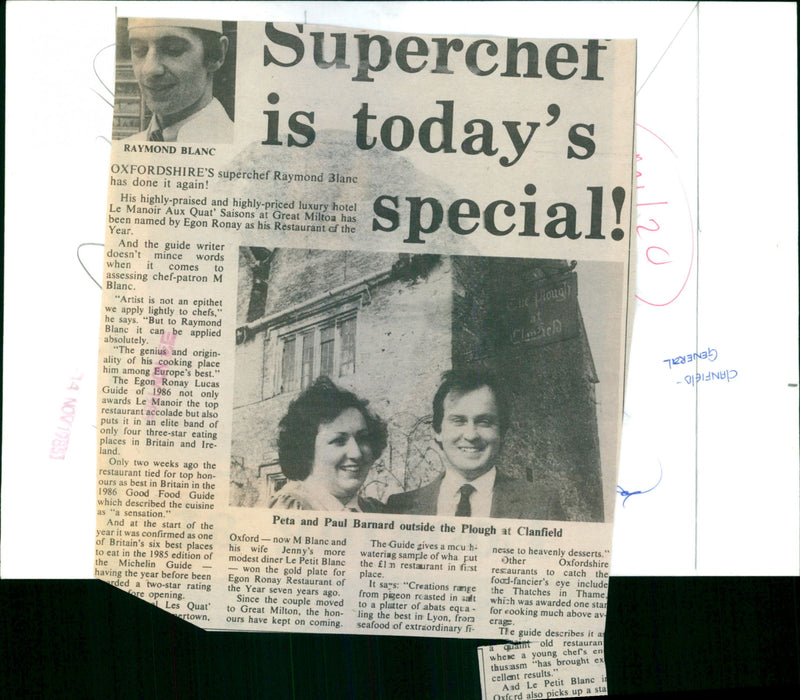 Superchef
is today's
special!
RAYMOND BLANC
OXFORDSHIRE'S superchef Raymond Blanc
has done it again!
His highly-praised and highly-priced luxury hotel
Le Manoir Aux Quat' Saisons at Great Milton has
been named by Egon Ronay as his Restaurant of the
Year.
And the guide writer
doesn't mince words
when it comes to
assessing chef-patron M
Blanc.
"Artist is not an epithet
we apply lightly to chefs,"
he says. "But to Raymond
Blanc it can be applied
absolutely.
"The genius and origin-
ality of his cooking place
him among Europe's best."
The Egon Ronay Lucas
Guide of 1986 not only
awards Le Manoir the top
restaurant accolade but also
puts it in an elite band of
only four three-star eating
places in Britain and Ire-
land.
Only two weeks ago the
restaurant tied for top hon-
ours as best in Britain in the
1986 Good Food Guide
which described the cuisine
as "a sensation."
And at the start of the
year it was confirmed as one
of Britain's six best places
to eat in the 1985 edition of
the Michelin Guide —
having the year before been
arded a two-star rating
fore opening.
l Les Quat'
ertown,
The Plough
at
Clanfield
Peta and Paul Barnard outside the Plough at Clanfield
Oxford — now M Blanc and
his wife Jenny's more
modest diner Le Petit Blanc
— won the gold plate for
Egon Ronay Restaurant of
the Year seven years ago.
Since the couple moved
to Great Milton, the hon-
ours have kept on coming.
The Guide gives a mouth-
watering sample of what put
the £1m restaurant in first
place.
It says: "Creations range
from pigeon roasted in salt
to a platter of abats equa-
ling the best in Lyon, from
seafood of extraordinary fi-
nesse to heavenly desserts."
Other Oxfordshire
restaurants to catch the
food-fancier's eye include
the Thatches in Thame,
which was awarded one star
for cooking much above av-
erage.
The guide describes it as
a quaint old restaurant
where a young chef's en-
thusiasm "has brought ex-
cellent results."
And Le Petit Blanc in
Oxford also picks up a sta
14 NOV 1985
CLANFIELD-
GENERAL